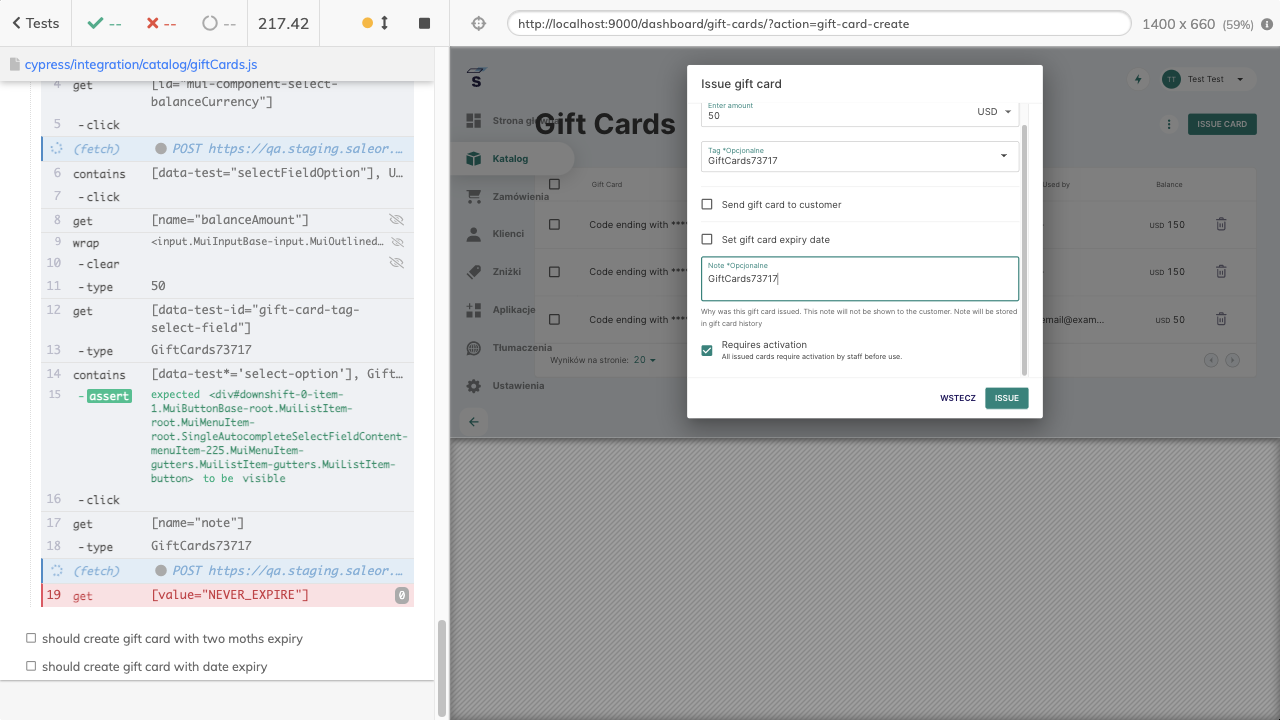 Tests
--
--
--
217.42
http://localhost:9000/dashboard/gift-cards/?action=gift-card-create
1400 x 660 (59%)
cypress/integration/catalog/giftCards.js
4 get [id="mui-component-select-
balanceCurrency"]
5 -click
(fetch) POST https://qa.staging.saleor.…
6 contains [data-test="selectFieldOption"], U…
7 -click
8 get [name="balanceAmount"]
9 wrap <input.MuiInputBase-input.MuiOutlined…
10 -clear
11 -type 50
12 get [data-test-id="gift-card-tag-
select-field"]
13 -type GiftCards73717
14 contains [data-test*='select-option'], Gift…
15 -assert expected <div#downshift-0-item-
1.MuiButtonBase-root.MuiListItem-
root.MuiMenuItem-
root.SingleAutocompleteSelectFieldContent-
menuItem-225.MuiMenuItem-
gutters.MuiListItem-gutters.MuiListItem-
button> to be visible
16 -click
17 get [name="note"]
18 -type GiftCards73717
(fetch) POST https://qa.staging.saleor.…
19 get [value="NEVER_EXPIRE"] 0
should create gift card with two moths expiry
should create gift card with date expiry
S
Strona głów
Katalog
Zamówienia
Klienci
Zniżki
Aplikacje
Tłumaczenia
Ustawienia
Gift Cards
TT Test Test
ISSUE CARD
Gift Card
Used by
Balance
Code ending with ****
USD 150
Code ending with ****
USD 150
Code ending with ****
email@exam...
USD 50
Wyników na stronie: 20
Issue gift card
Enter amount
50
USD
Tag *Opcjonalne
GiftCards73717
Send gift card to customer
Set gift card expiry date
Note *Opcjonalne
GiftCards73717
Why was this gift card issued. This note will not be shown to the customer. Note will be stored
in gift card history
Requires activation
All issued cards require activation by staff before use.
WSTECZ
ISSUE